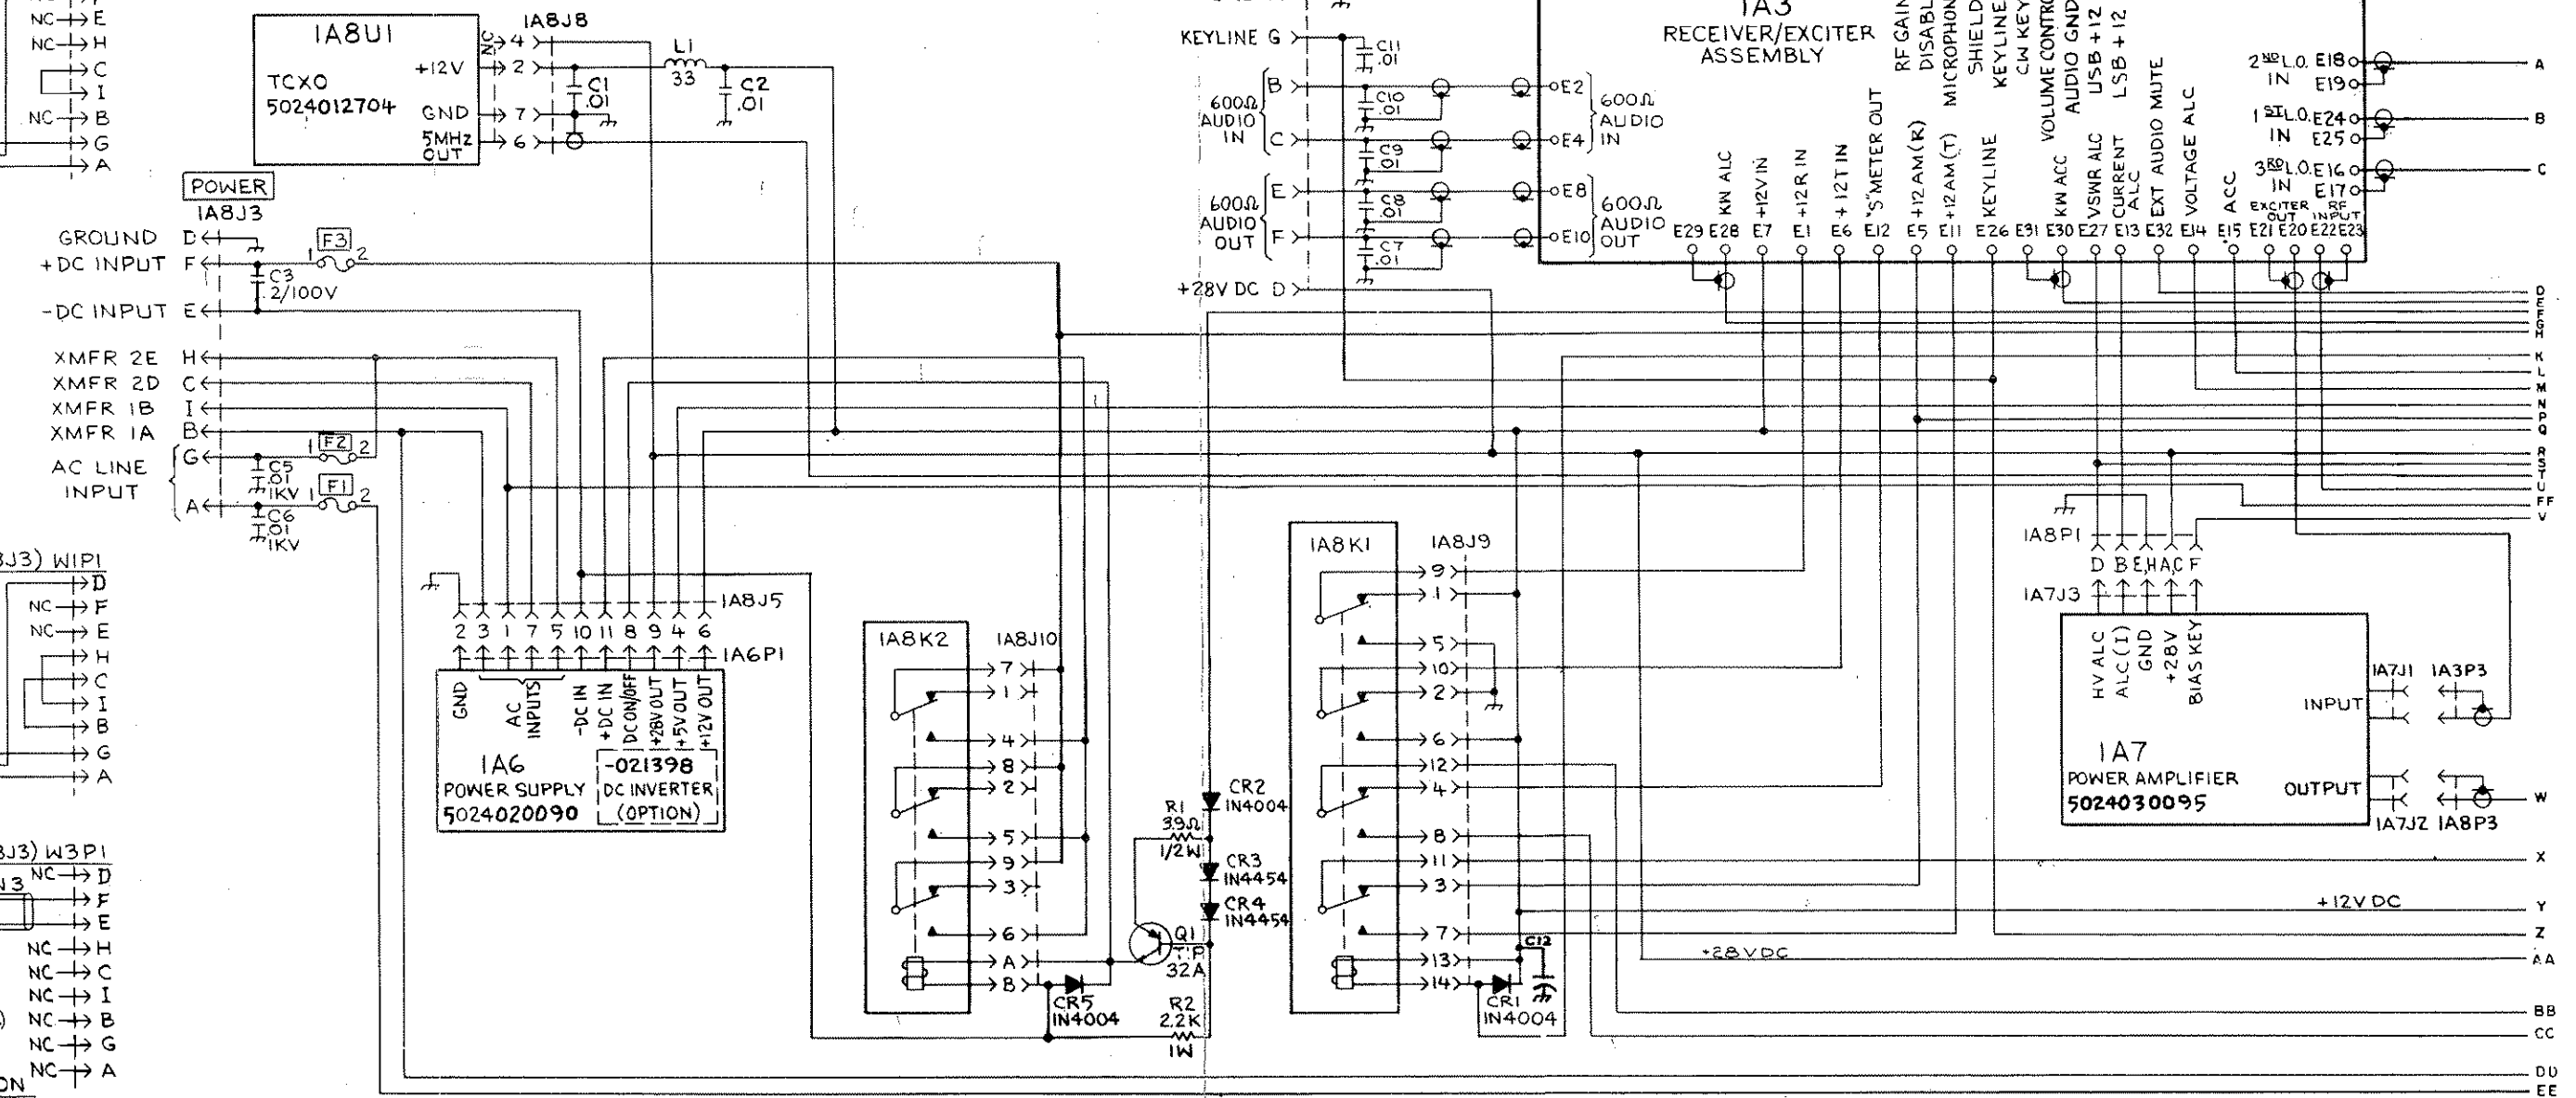 NC E
NC H
C
I
NC B
G
A
1A8U1
TCXO
5024012704
+12V
GND
5MHZ
OUT
1A8J8
NC 4
2
7
6
C1
.01
L1
33
C2
.01
POWER
1A8J3
GROUND D
+DC INPUT F
1 F3 2
C3
2/100V
-DC INPUT E
XMFR 2E H
XMFR 2D C
XMFR 1B I
XMFR 1A B
AC LINE
INPUT
G
A
1 F2 2
C5
.01
1KV
1 F1 2
C6
.01
1KV
8J3) W1P1
D
NC F
NC E
H
C
I
B
G
A
8J3) W3P1
NC D
F
E
NC H
NC C
NC I
NC B
NC G
NC A
ON
1A8J5
2 3 1 7 5 10 11 8 9 4 6
1A6P1
GND
AC
INPUTS
-DC IN
+DC IN
DC ON/OFF
+28V OUT
+5V OUT
+12V OUT
1A6
POWER SUPPLY
5024020090
-021398
DC INVERTER
(OPTION)
1A8K2
1A8J10
7
1
4
8
2
5
9
3
6
A
B
CR5
1N4004
R1
3.9Ω
1/2W
CR2
1N4004
CR3
1N4454
CR4
1N4454
Q1
TIP
32A
R2
2.2K
1W
KEYLINE G
C11
.01
600Ω
AUDIO
IN
B
C
C10
.01
C9
.01
600Ω
AUDIO
OUT
E
F
C8
.01
C7
.01
+28V DC D
1A3
RECEIVER/EXCITER
ASSEMBLY
E2
E4
600Ω
AUDIO
IN
E8
E10
600Ω
AUDIO
OUT
RF GAIN
DISABL
MICROPHON
SHIELD
KEYLINE
CW KEY
VOLUME CONTRO
AUDIO GND
USB +12
LSB +12
KW ALC
+12V IN
+12R IN
+12T IN
"S" METER OUT
+12AM(R)
+12AM(T)
KEYLINE
KW ACC
VSWR ALC
CURRENT
ALC
EXT AUDIO MUTE
VOLTAGE ALC
ACC
EXCITER
OUT
RF
INPUT
E29 E28 E7 E1 E6 E12 E5 E11 E26 E31 E30 E27 E13 E32 E14 E15 E21 E20 E22 E23
2ND L.O. E18
IN E19
1ST L.O. E24
IN E25
3RD L.O. E16
IN E17
A
B
C
D
E
F
G
H
K
L
M
N
P
Q
R
S
T
U
FF
V
1A8K1
1A8J9
9
1
5
10
2
6
12
4
8
11
3
7
13
14
CR1
1N4004
C12
1A8P1
D B E,H A,C F
1A7J3
HV ALC
ALC(I)
GND
+28V
BIAS KEY
1A7
POWER AMPLIFIER
5024030095
INPUT
OUTPUT
1A7J1 1A3P3
1A7J2 1A8P3
W
X
+12V DC
Y
Z
+28VDC
AA
BB
CC
DD
EE